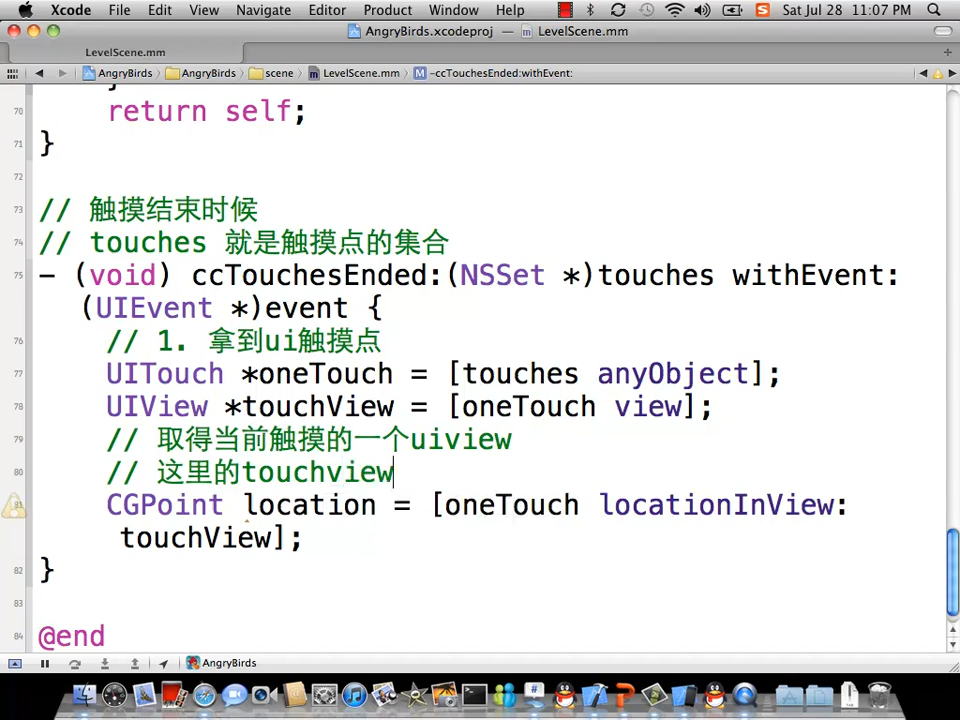 Xcode File Edit View Navigate Editor Product Window Help Sat Jul 28 11:07 PM
AngryBirds.xcodeproj — LevelScene.mm
LevelScene.mm
AngryBirds AngryBirds scene LevelScene.mm -ccTouchesEnded:withEvent:
70 return self;
71 }
72
73 // 触摸结束时候
74 // touches 就是触摸点的集合
75 - (void) ccTouchesEnded:(NSSet *)touches withEvent:
(UIEvent *)event {
76 // 1. 拿到ui触摸点
77 UITouch *oneTouch = [touches anyObject];
78 UIView *touchView = [oneTouch view];
79 // 取得当前触摸的一个uiview
80 // 这里的touchview
CGPoint location = [oneTouch locationInView:
touchView];
82 }
83
84 @end
AngryBirds